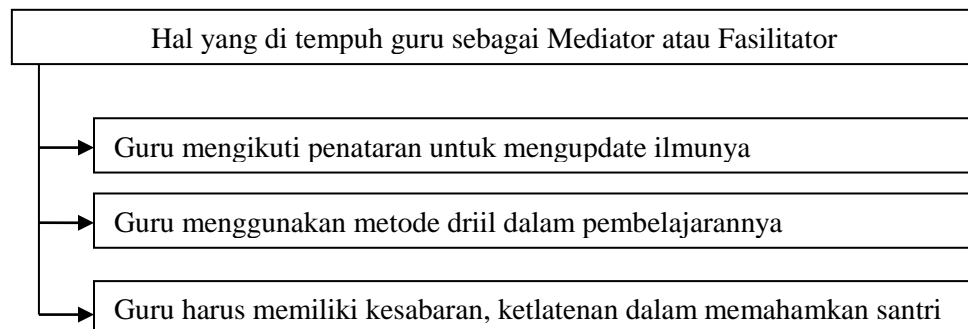 Hal yang di tempuh guru sebagai Mediator atau Fasilitator
Guru mengikuti penataran untuk mengupdate ilmunya
Guru menggunakan metode driil dalam pembelajarannya
Guru harus memiliki kesabaran, ketlatenan dalam memahamkan santri